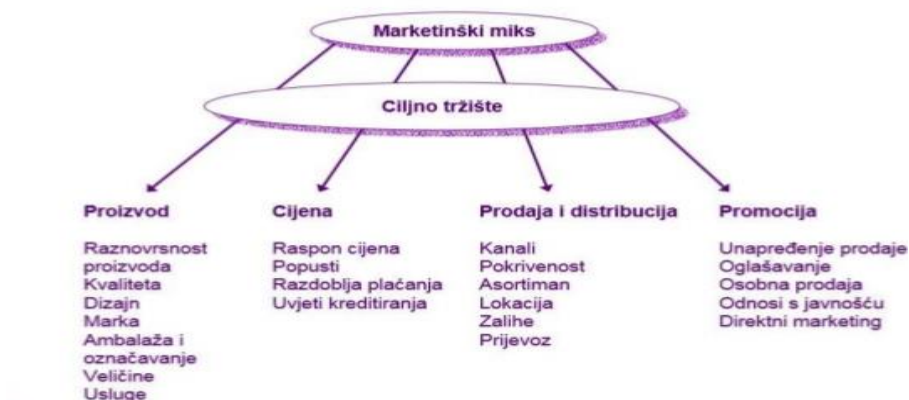 Marketinški miks
Ciljno tržište
Proizvod
Raznovrsnost
proizvoda
Kvaliteta
Dizajn
Marka
Ambalaža i
označavanje
Veličine
Usluge
Cijena
Raspon cijena
Popusti
Razdoblja plaćanja
Uvjeti kreditiranja
Prodaja i distribucija
Kanali
Pokrivenost
Asortiman
Lokacija
Zalihe
Prijevoz
Promocija
Unapređenje prodaje
Oglašavanje
Osobna prodaja
Odnosi s javnošću
Direktni marketing